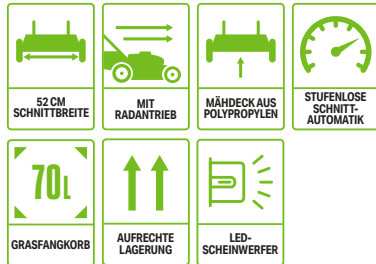 52 CM
SCHNITTBREITE
MIT
RADANTRIEB
MÄHDECK AUS
POLYPROPYLEN
STUFENLOSE
SCHNITT-
AUTOMATIK
70L
GRASFANGKORB
AUFRECHTE
LAGERUNG
LED-
SCHEINWERFER